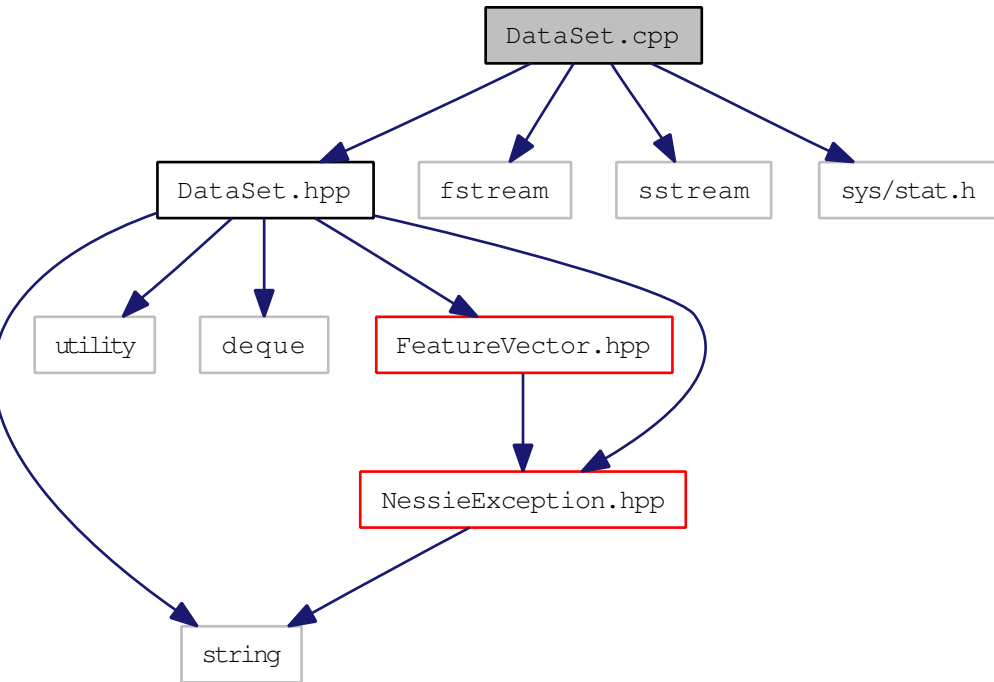 DataSet.cpp
DataSet.hpp
fstream
sstream
sys/stat.h
utility
deque
FeatureVector.hpp
NessieException.hpp
string